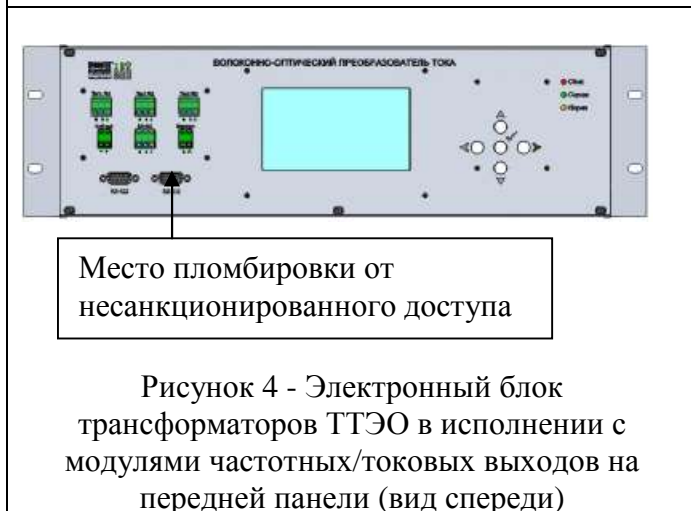 ВОЛОКОННО-ОПТИЧЕСКИЙ ПРЕОБРАЗОВАТЕЛЬ ТОКА
Место пломбировки от
несанкционированного доступа
Рисунок 4 - Электронный блок
трансформаторов ТТЭО в исполнении с
модулями частотных/токовых выходов на
передней панели (вид спереди)